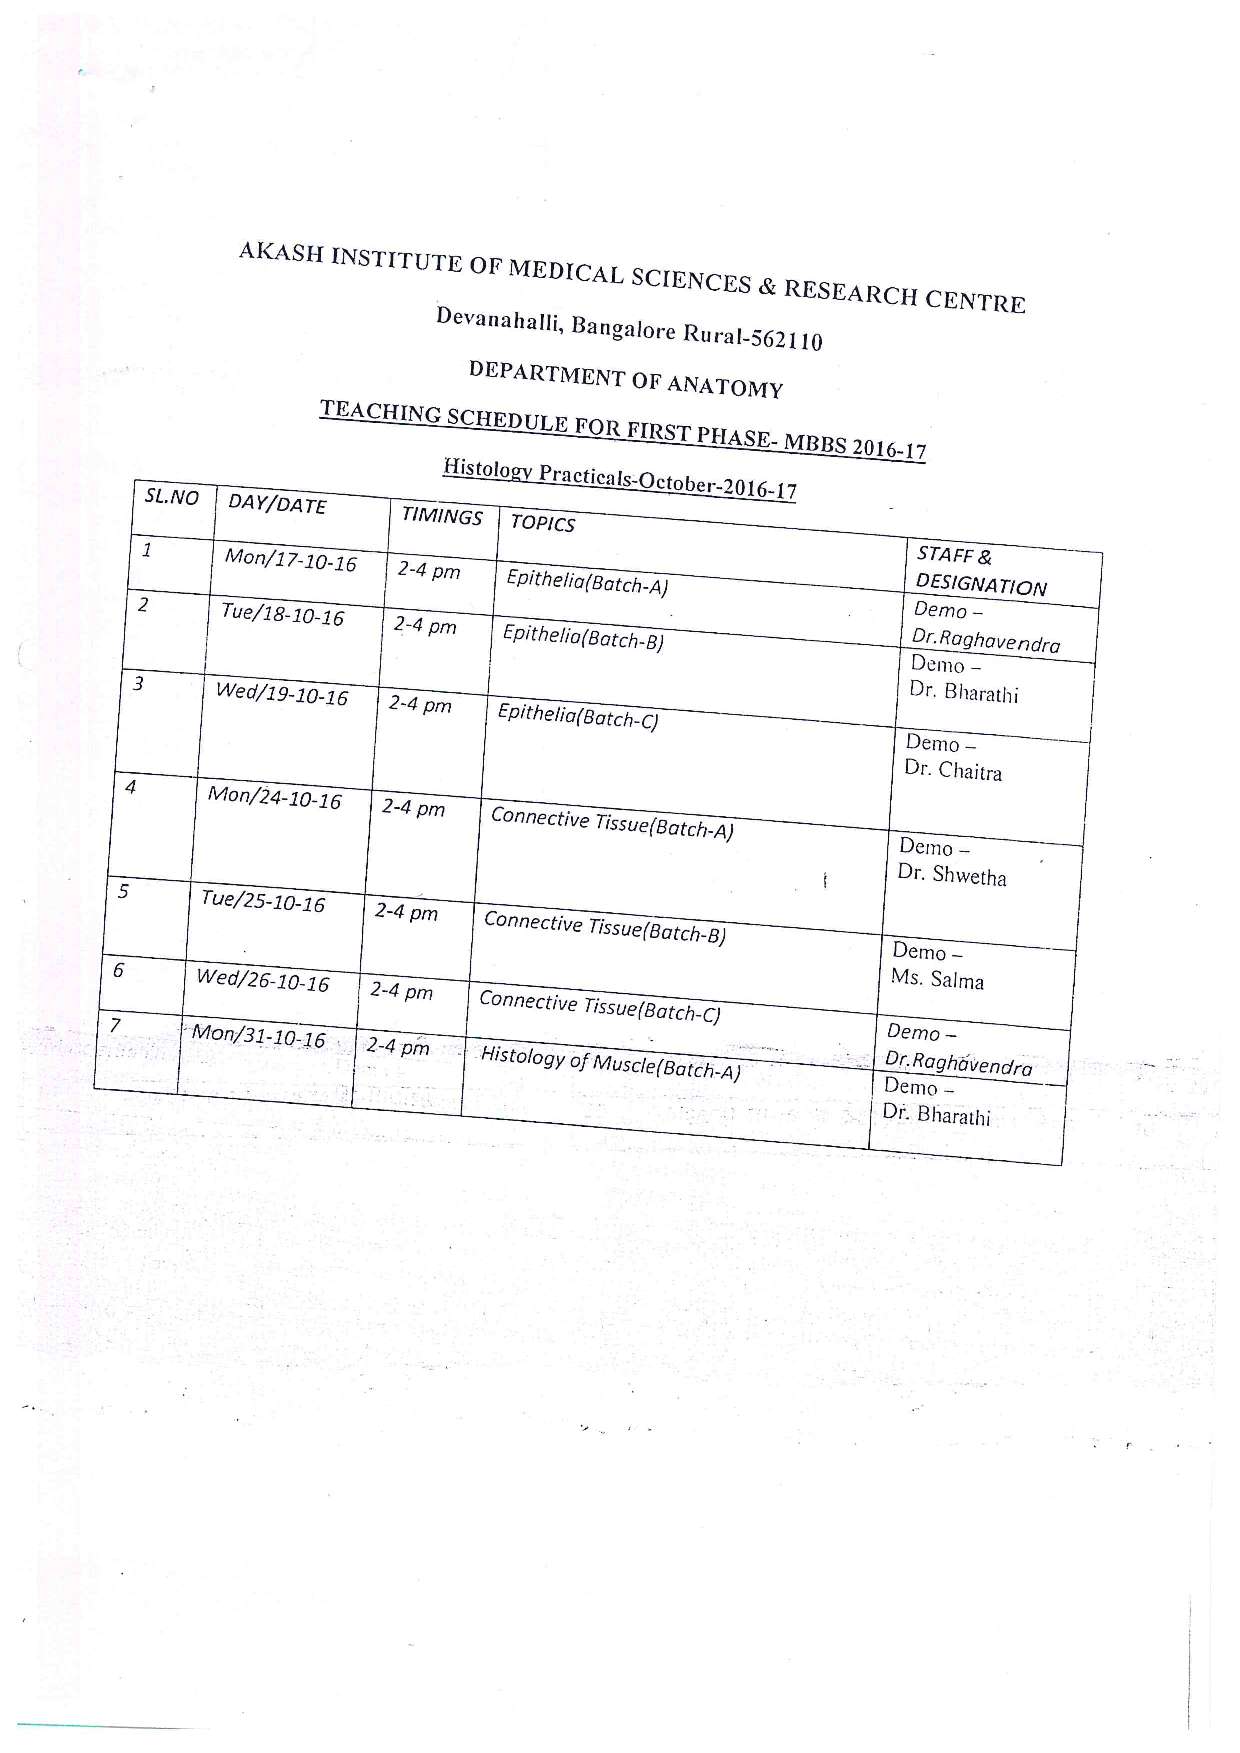 AKASH INSTITUTE OF MEDICAL SCIENCES & RESEARCH CENTRE
Devanahalli, Bangalore Rural-562110
DEPARTMENT OF ANATOMY
TEACHING SCHEDULE FOR FIRST PHASE- MBBS 2016-17
Histology Practicals-October-2016-17
SL.NO DAY/DATE TIMINGS TOPICS STAFF &
DESIGNATION
1 Mon/17-10-16 2-4 pm Epithelia(Batch-A) Demo –
Dr.Raghavendra
2 Tue/18-10-16 2-4 pm Epithelia(Batch-B) Demo –
Dr. Bharathi
3 Wed/19-10-16 2-4 pm Epithelia(Batch-C) Demo –
Dr. Chaitra
4 Mon/24-10-16 2-4 pm Connective Tissue(Batch-A) Demo –
Dr. Shwetha
5 Tue/25-10-16 2-4 pm Connective Tissue(Batch-B) Demo –
Ms. Salma
6 Wed/26-10-16 2-4 pm Connective Tissue(Batch-C) Demo –
Dr.Raghavendra
7 Mon/31-10-16 2-4 pm Histology of Muscle(Batch-A) Demo –
Dr. Bharathi